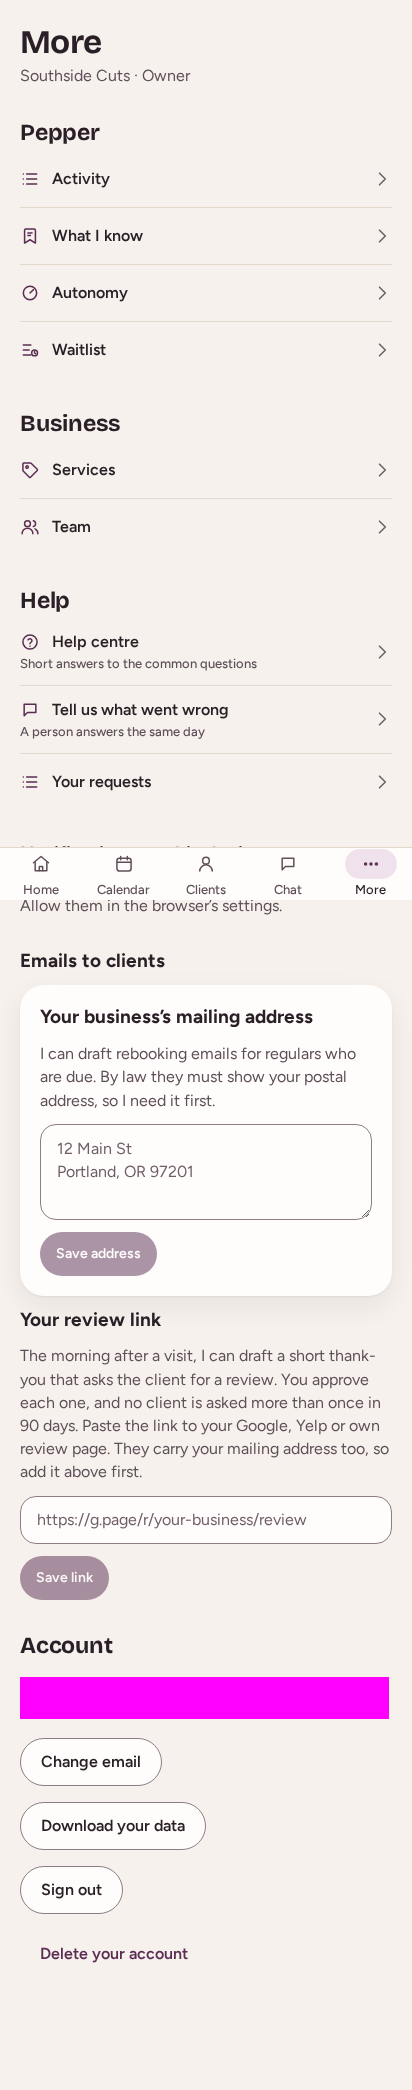 More
Southside Cuts · Owner
Pepper
Activity
What I know
Autonomy
Waitlist
Business
Services
Team
Help
Help centre
Short answers to the common questions
Tell us what went wrong
A person answers the same day
Your requests
Home
Calendar
Clients
Chat
More
Allow them in the browser’s settings.
Emails to clients
Your business’s mailing address
I can draft rebooking emails for regulars who
are due. By law they must show your postal
address, so I need it first.
12 Main St
Portland, OR 97201
Save address
Your review link
The morning after a visit, I can draft a short thank-
you that asks the client for a review. You approve
each one, and no client is asked more than once in
90 days. Paste the link to your Google, Yelp or own
review page. They carry your mailing address too, so
add it above first.
https://g.page/r/your-business/review
Save link
Account
Change email
Download your data
Sign out
Delete your account